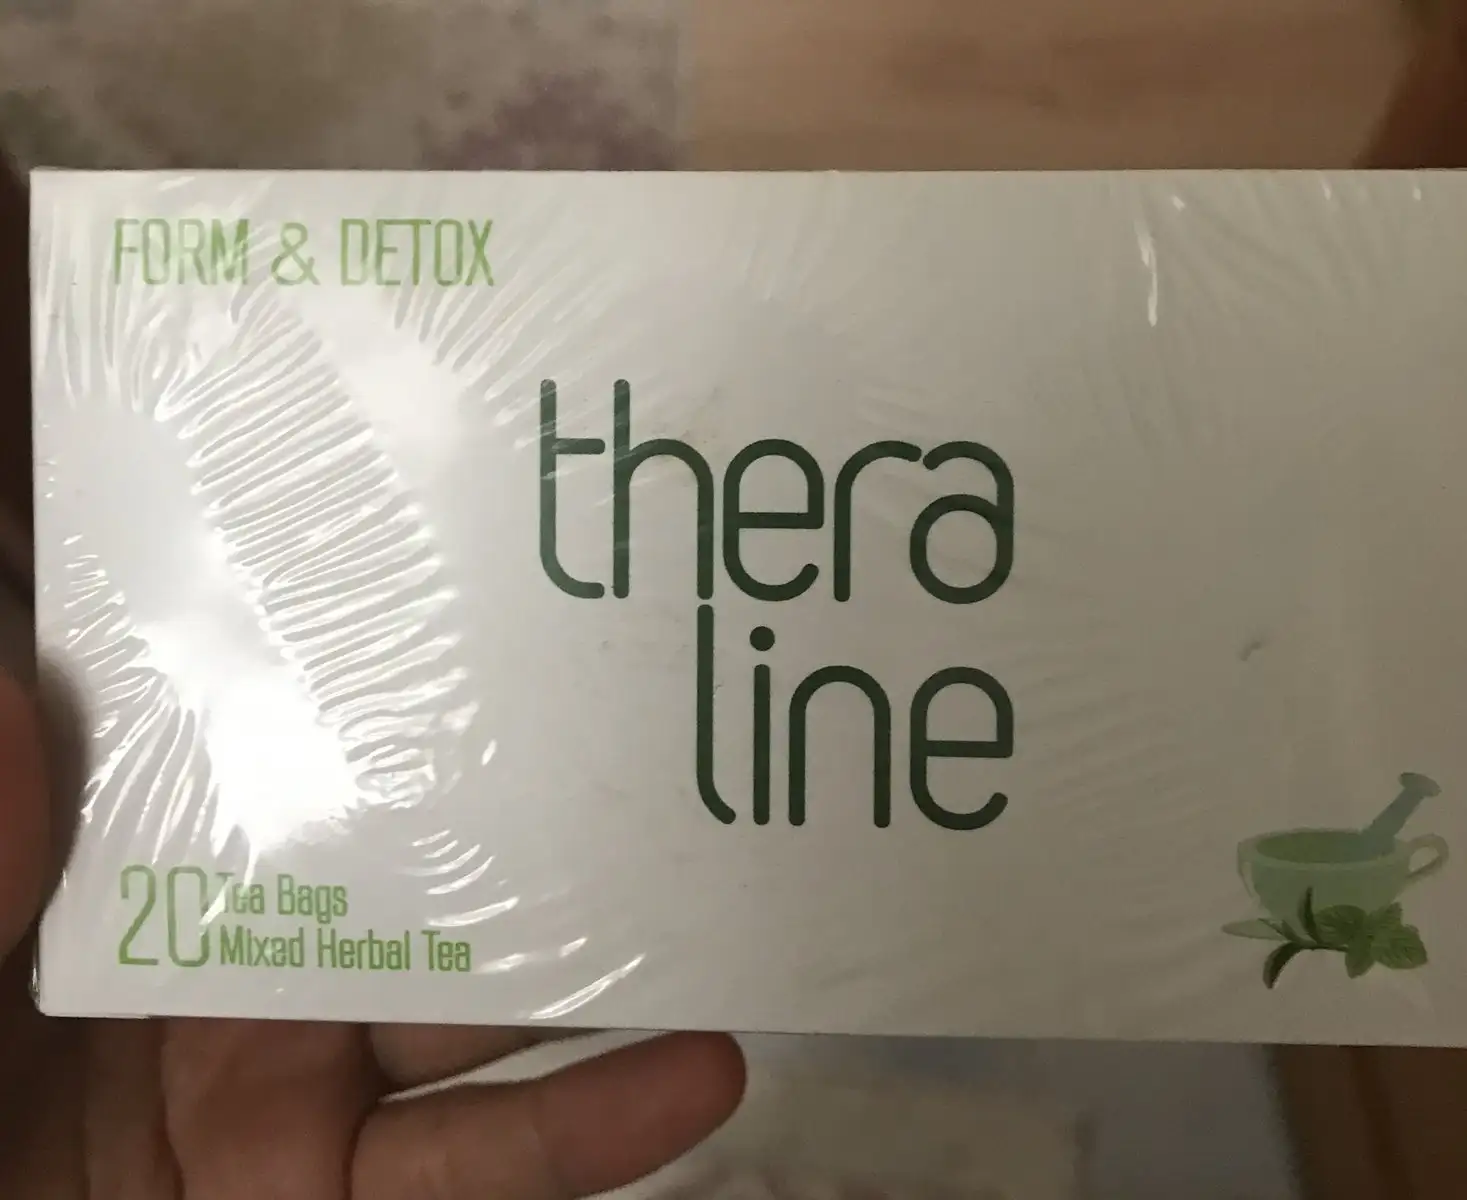 FORM & DETOX
thera
line
20 Tea Bags
Mixed Herbal Tea